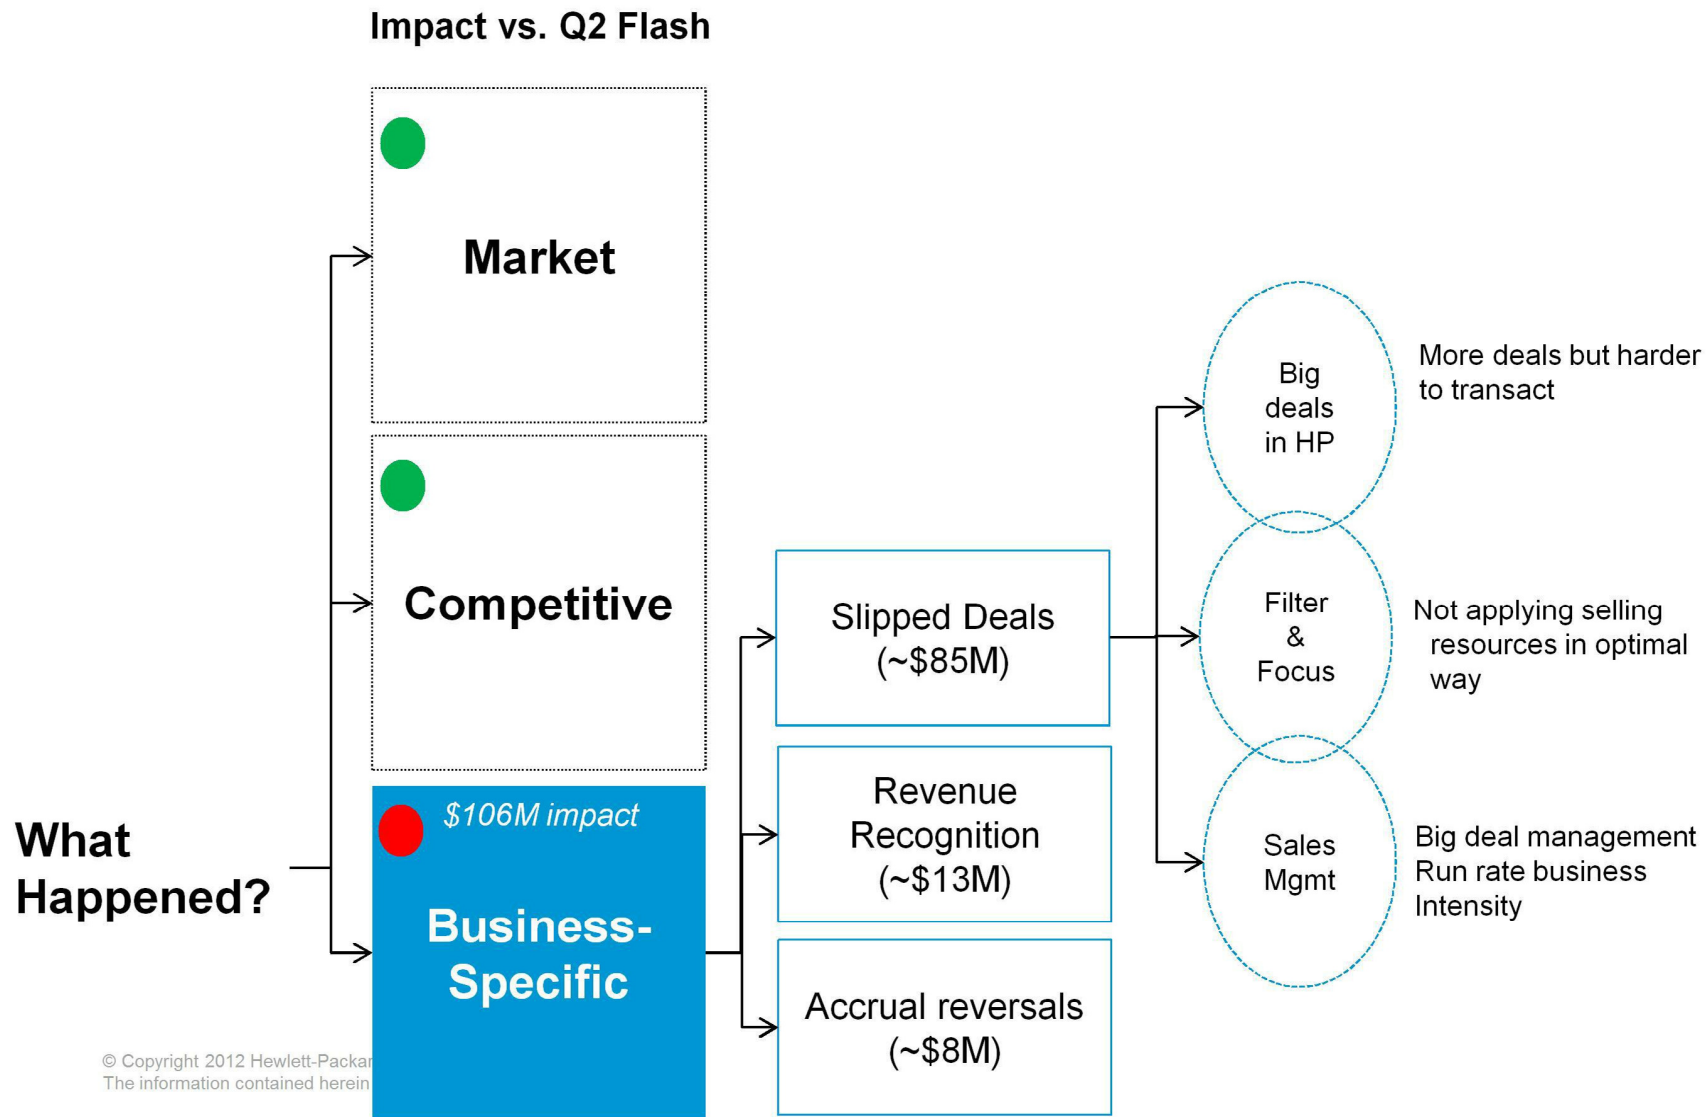 Impact vs. Q2 Flash
Market
Competitive
What
Happened?
$106M impact
Business-
Specific
Slipped Deals
(~$85M)
Revenue
Recognition
(~$13M)
Accrual reversals
(~$8M)
Big
deals
in HP
More deals but harder
to transact
Filter
&
Focus
Not applying selling
resources in optimal
way
Sales
Mgmt
Big deal management
Run rate business
Intensity
© Copyright 2012 Hewlett-Packar
The information contained herein